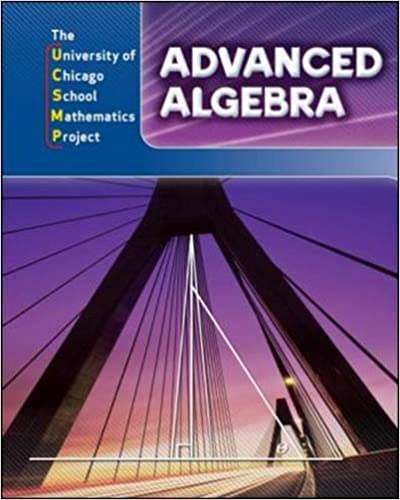 The
University of
Chicago
School
Mathematics
Project
ADVANCED
ALGEBRA
θ